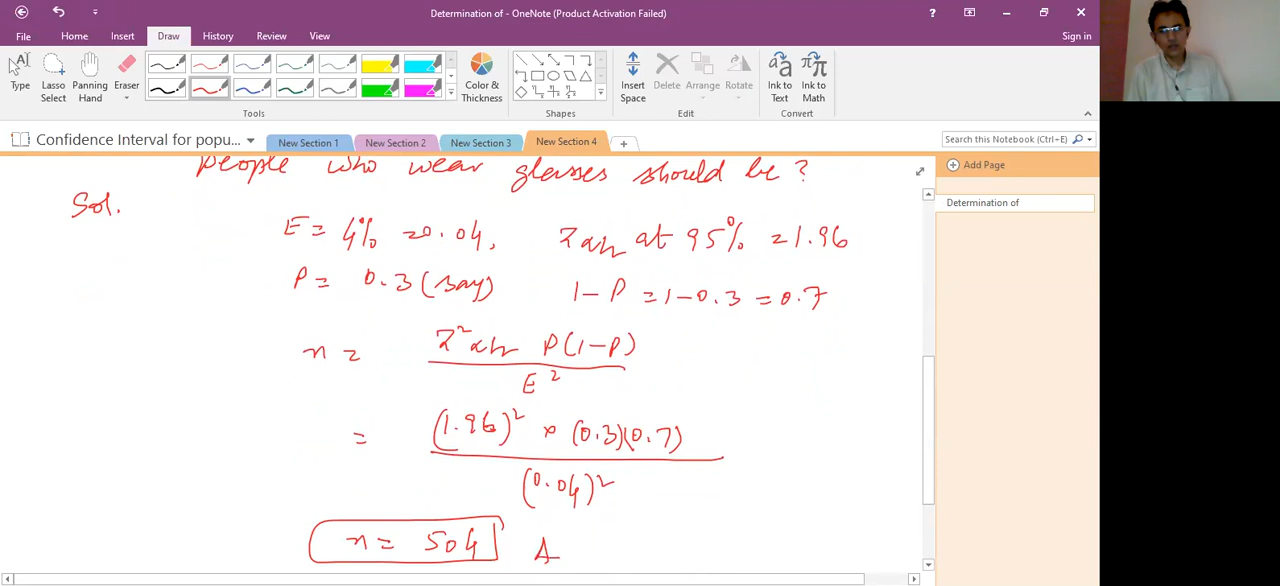 Determination of - OneNote (Product Activation Failed)
File Home Insert Draw History Review View Sign in
Type Lasso Select Panning Hand Eraser Color & Thickness Insert Space Delete Arrange Rotate Ink to Text Ink to Math
Tools Shapes Edit Convert
Confidence Interval for popu... New Section 1 New Section 2 New Section 3 New Section 4 Search this Notebook (Ctrl+E)
Add Page
Determination of
people who wear glasses should be?
Sol.
E = 4% = 0.04, Zα/2 at 95% = 1.96
P = 0.3 (say) 1 - P = 1 - 0.3 = 0.7
n = Z²α/2 P(1-P)
E²
= (1.96)² × (0.3)(0.7)
(0.04)²
n = 504 A